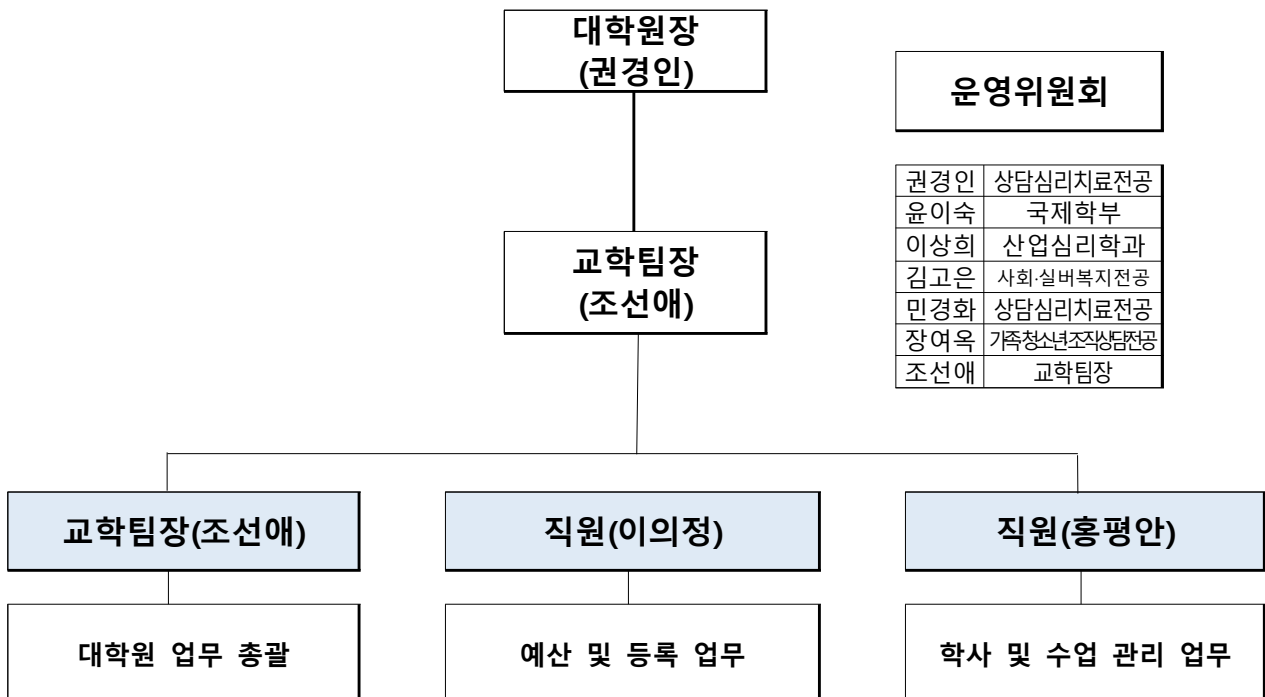 대학원장
(권경인)
운영위원회
권경인 상담심리치료전공
윤이숙 국제학부
이상희 산업심리학과
김고은 사회·실버복지전공
민경화 상담심리치료전공
장여옥 가족청소년조직상담전공
조선애 교학팀장
교학팀장
(조선애)
교학팀장(조선애)
직원(이의정)
직원(홍평안)
대학원 업무 총괄
예산 및 등록 업무
학사 및 수업 관리 업무